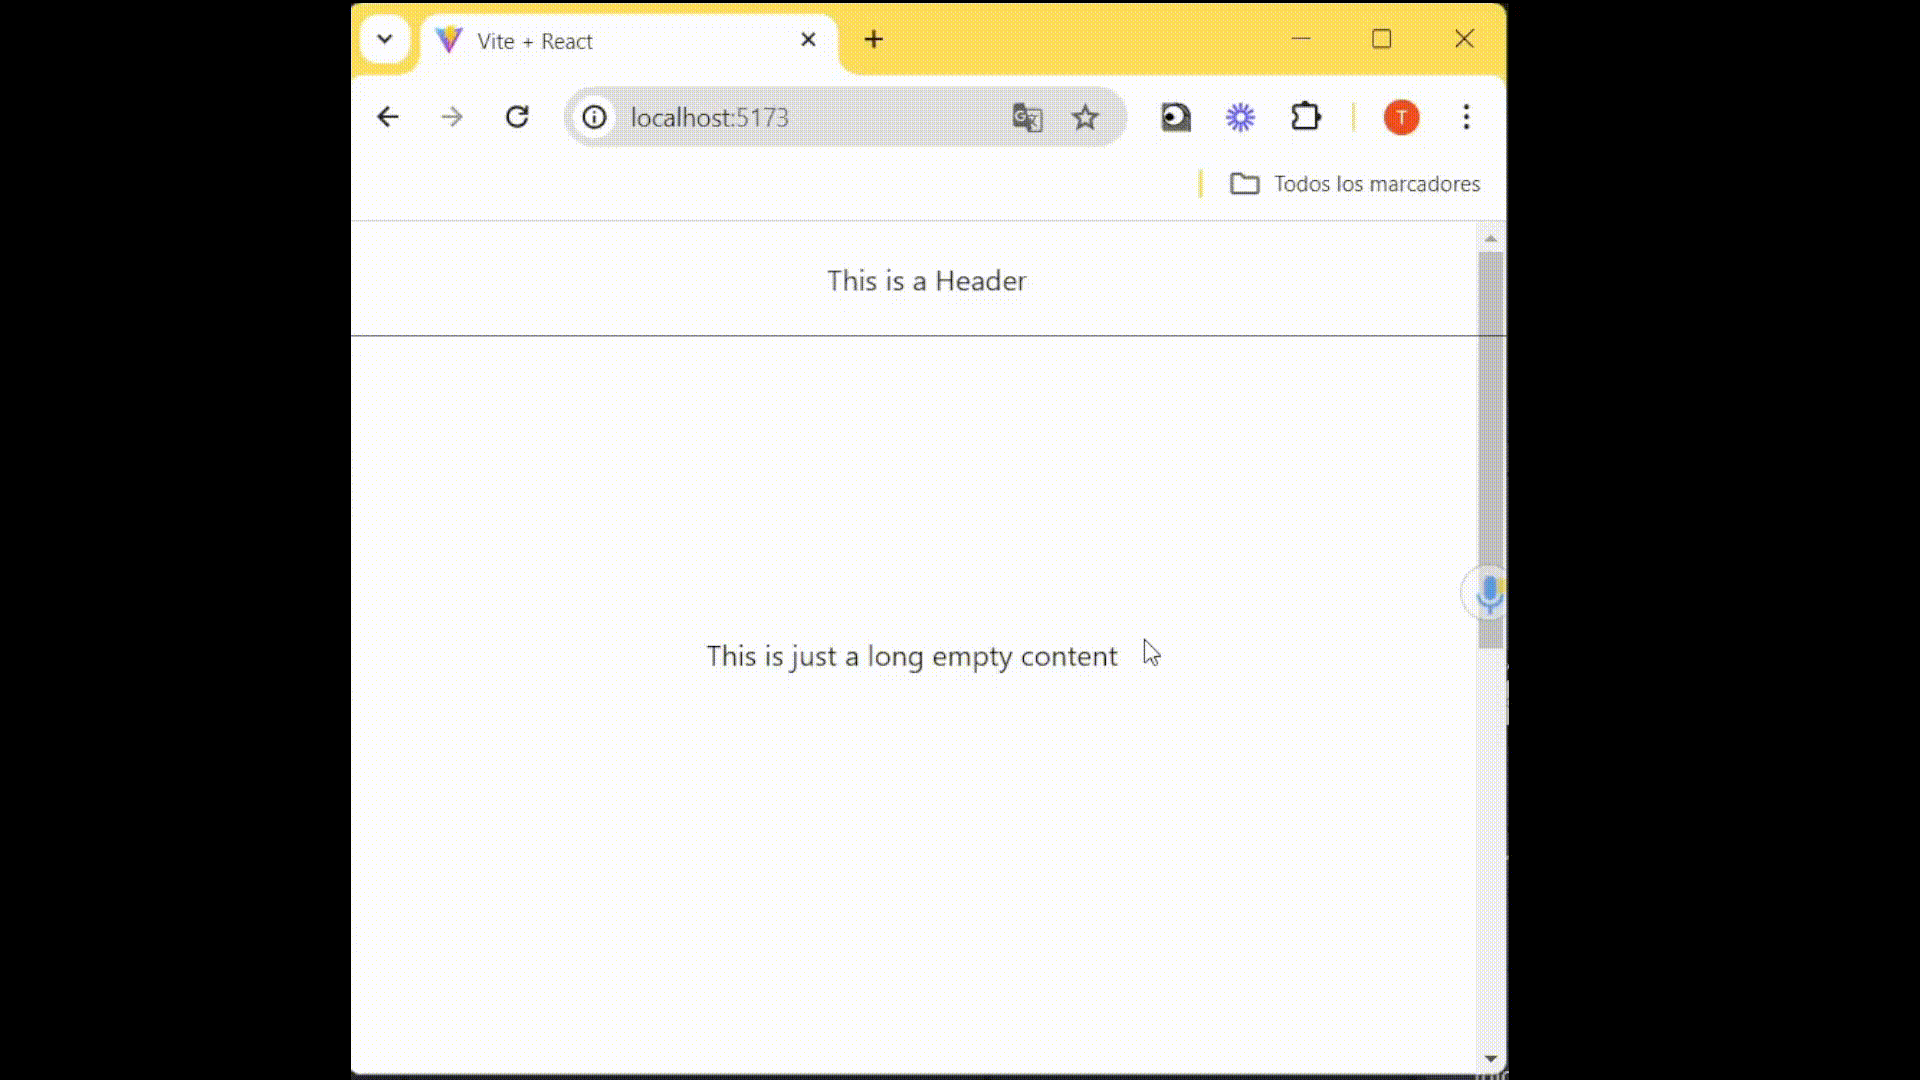 Vite + React
localhost:5173
T
Todos los marcadores
This is a Header
This is just a long empty content